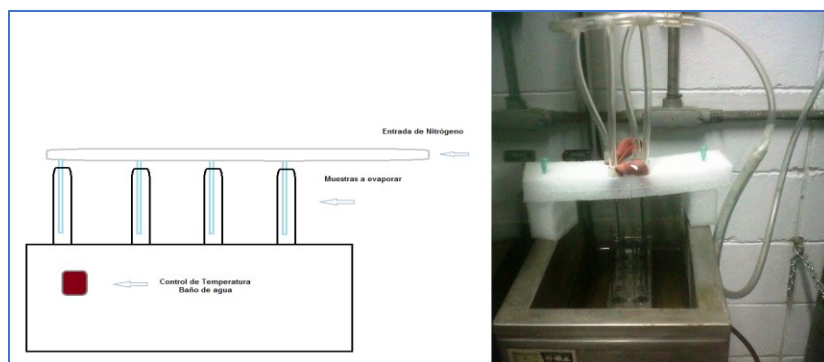 Entrada de Nitrógeno
Muestras a evaporar
Control de Temperatura
Baño de agua